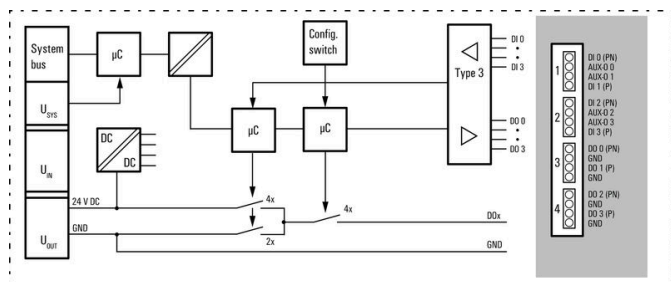 System
bus
µC
Config.
switch
Type 3
DI 0
DI 3
U SYS
µC
µC
DO 0
DO 3
DC
DC
U IN
24 V DC
4x
4x
DOx
GND
2x
GND
U OUT
1
DI 0 (PN)
AUX-O 0
AUX-O 1
DI 1 (P)
2
DI 2 (PN)
AUX-O 2
AUX-O 3
DI 3 (P)
3
DO 0 (PN)
GND
DO 1 (P)
GND
4
DO 2 (PN)
GND
DO 3 (P)
GND